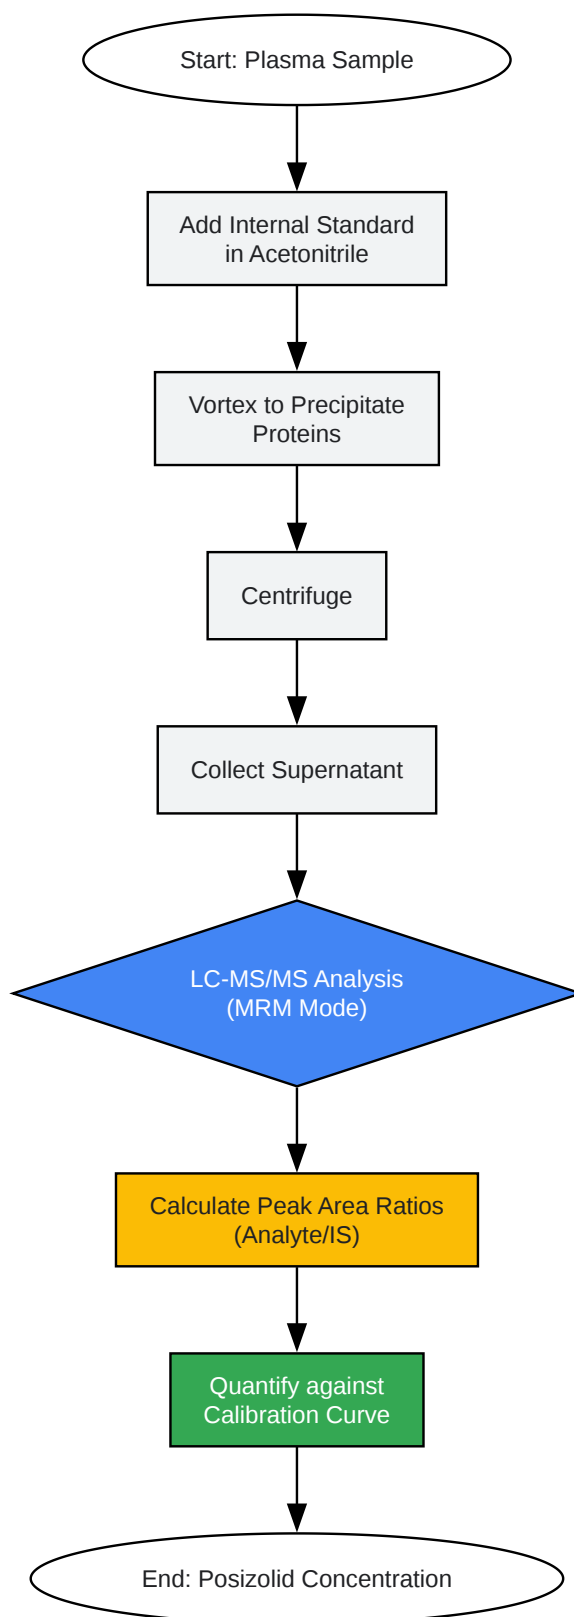 Start: Plasma Sample
Add Internal Standard
in Acetonitrile
Vortex to Precipitate
Proteins
Centrifuge
Collect Supernatant
LC-MS/MS Analysis
(MRM Mode)
Calculate Peak Area Ratios
(Analyte/IS)
Quantify against
Calibration Curve
End: Posizolid Concentration